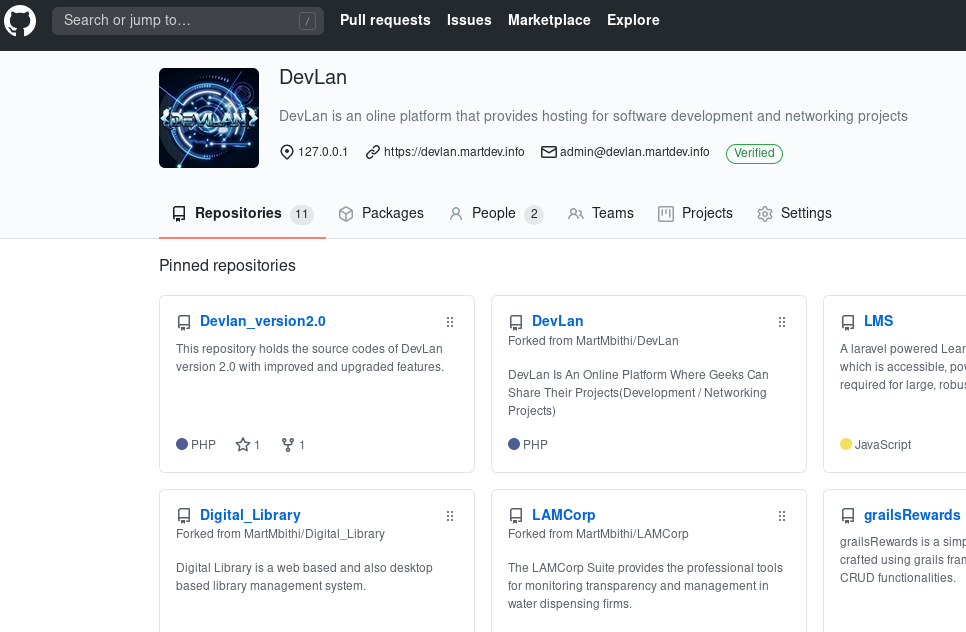 Search or jump to… /
Pull requests Issues Marketplace Explore
DEVLAN
DevLan
DevLan is an oline platform that provides hosting for software development and networking projects
127.0.0.1 https://devlan.martdev.info admin@devlan.martdev.info Verified
Repositories 11 Packages People 2 Teams Projects Settings
Pinned repositories
Devlan_version2.0
This repository holds the source codes of DevLan
version 2.0 with improved and upgraded features.
PHP 1 1
DevLan
Forked from MartMbithi/DevLan
DevLan Is An Online Platform Where Geeks Can
Share Their Projects(Development / Networking
Projects)
PHP
LMS
A laravel powered Lear
which is accessible, pow
required for large, robus
JavaScript
Digital_Library
Forked from MartMbithi/Digital_Library
Digital Library is a web based and also desktop
based library management system.
LAMCorp
Forked from MartMbithi/LAMCorp
The LAMCorp Suite provides the professional tools
for monitoring transparency and management in
water dispensing firms.
grailsRewards
grailsRewards is a simp
crafted using grails fram
CRUD functionalities.